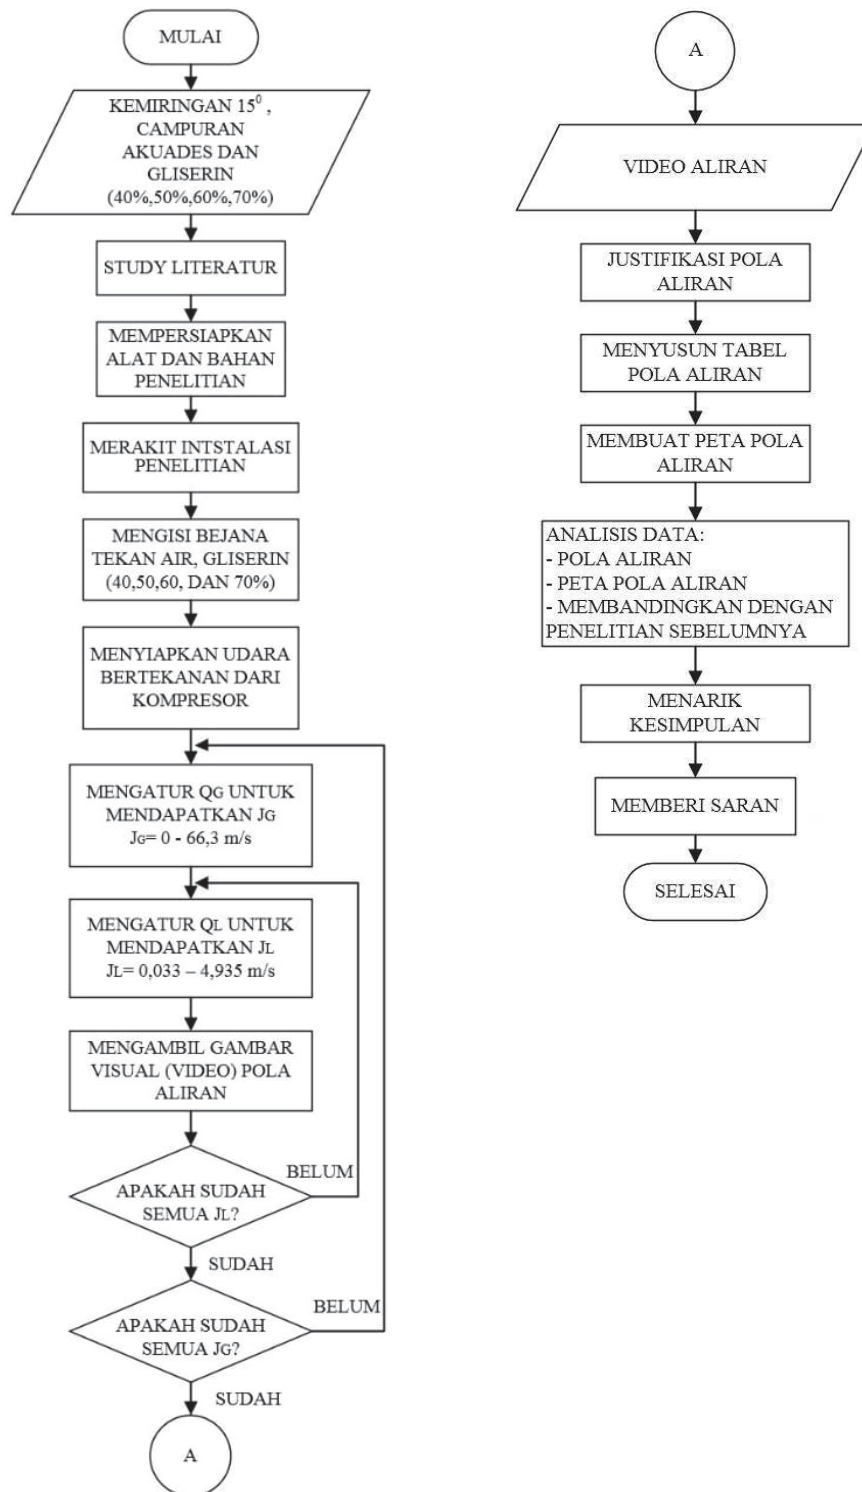 MULAI
KEMIRINGAN 15⁰ ,
CAMPURAN
AKUADES DAN
GLISERIN
(40%,50%,60%,70%)
STUDY LITERATUR
MEMPERSIAPKAN
ALAT DAN BAHAN
PENELITIAN
MERAKIT INTSTALASI
PENELITIAN
MENGISI BEJANA
TEKAN AIR, GLISERIN
(40,50,60, DAN 70%)
MENYIAPKAN UDARA
BERTEKANAN DARI
KOMPRESOR
MENGATUR QG UNTUK
MENDAPATKAN JG
JG= 0 - 66,3 m/s
MENGATUR QL UNTUK
MENDAPATKAN JL
JL= 0,033 – 4,935 m/s
MENGAMBIL GAMBAR
VISUAL (VIDEO) POLA
ALIRAN
BELUM
APAKAH SUDAH
SEMUA JL?
SUDAH
BELUM
APAKAH SUDAH
SEMUA JG?
SUDAH
A
A
VIDEO ALIRAN
JUSTIFIKASI POLA
ALIRAN
MENYUSUN TABEL
POLA ALIRAN
MEMBUAT PETA POLA
ALIRAN
ANALISIS DATA:
- POLA ALIRAN
- PETA POLA ALIRAN
- MEMBANDINGKAN DENGAN
PENELITIAN SEBELUMNYA
MENARIK
KESIMPULAN
MEMBERI SARAN
SELESAI